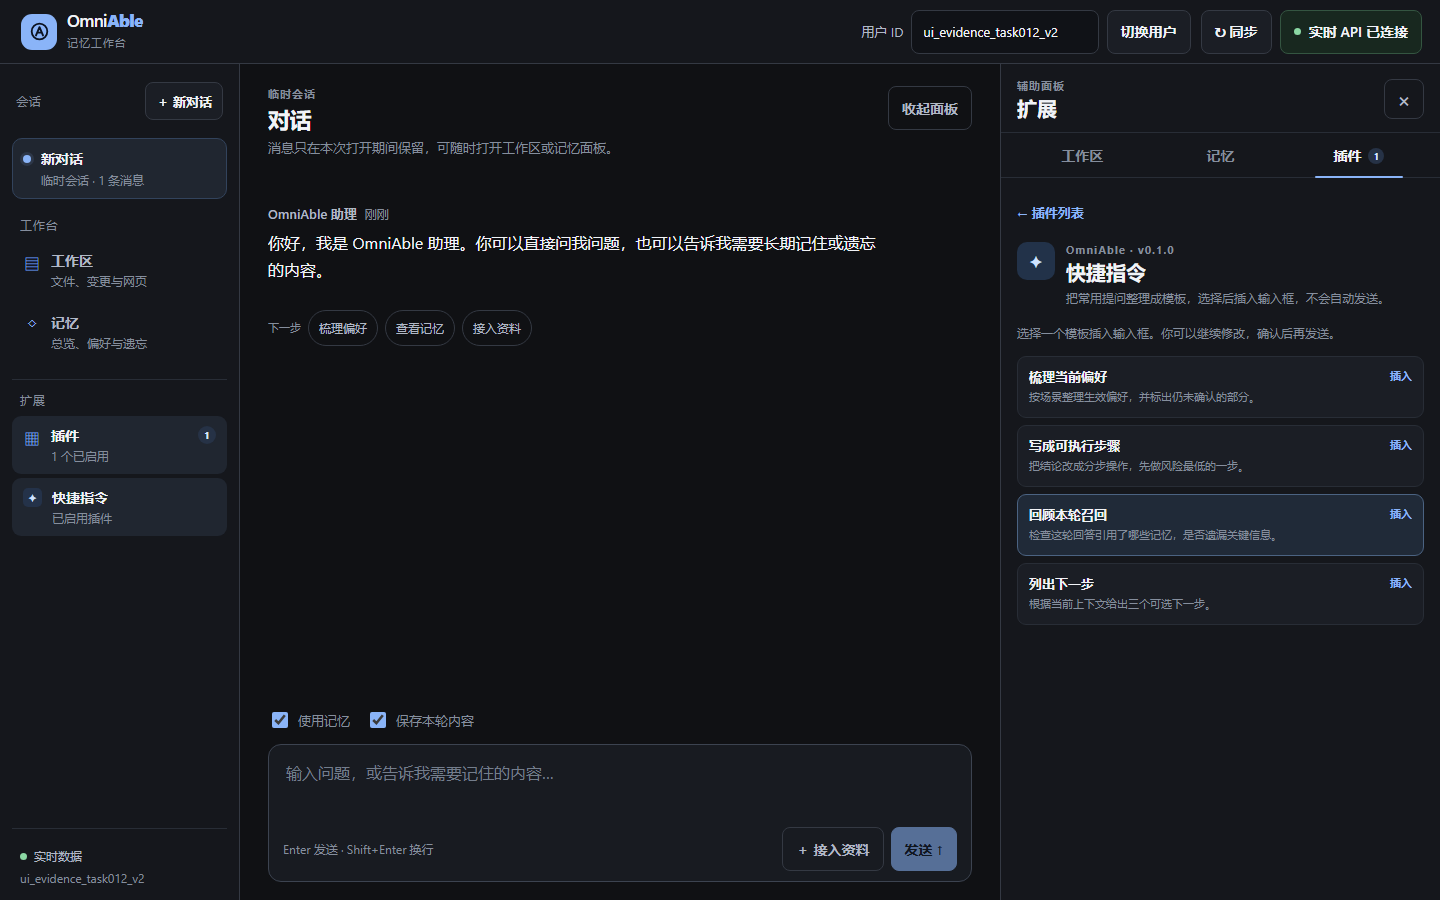 OmniAble
记忆工作台
用户 ID
ui_evidence_task012_v2
切换用户
↻ 同步
实时 API 已连接
会话
+ 新对话
新对话
临时会话 · 1 条消息
工作台
工作区
文件、变更与网页
记忆
总览、偏好与遗忘
扩展
插件
1
1 个已启用
快捷指令
已启用插件
实时数据
ui_evidence_task012_v2
临时会话
对话
消息只在本次打开期间保留，可随时打开工作区或记忆面板。
收起面板
OmniAble 助理 刚刚
你好，我是 OmniAble 助理。你可以直接问我问题，也可以告诉我需要长期记住或遗忘
的内容。
下一步 梳理偏好 查看记忆 接入资料
使用记忆 保存本轮内容
输入问题，或告诉我需要记住的内容...
Enter 发送 · Shift+Enter 换行
+ 接入资料
发送 ↑
辅助面板
扩展
×
工作区 记忆 插件 1
← 插件列表
OmniAble · v0.1.0
快捷指令
把常用提问整理成模板，选择后插入输入框，不会自动发送。
选择一个模板插入输入框。你可以继续修改，确认后再发送。
梳理当前偏好 插入
按场景整理生效偏好，并标出仍未确认的部分。
写成可执行步骤 插入
把结论改成分步操作，先做风险最低的一步。
回顾本轮召回 插入
检查这轮回答引用了哪些记忆，是否遗漏关键信息。
列出下一步 插入
根据当前上下文给出三个可选下一步。